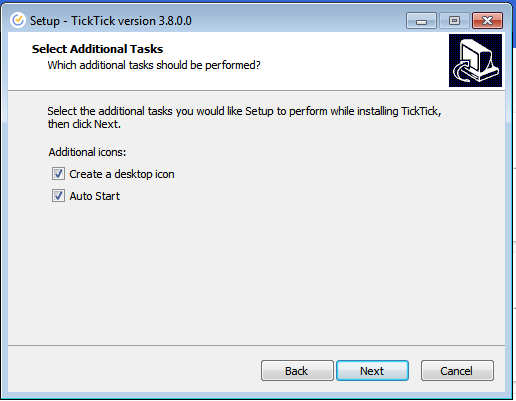 Setup - TickTick version 3.8.0.0
Select Additional Tasks
Which additional tasks should be performed?
Select the additional tasks you would like Setup to perform while installing TickTick,
then click Next.
Additional icons:
Create a desktop icon
Auto Start
Back
Next
Cancel